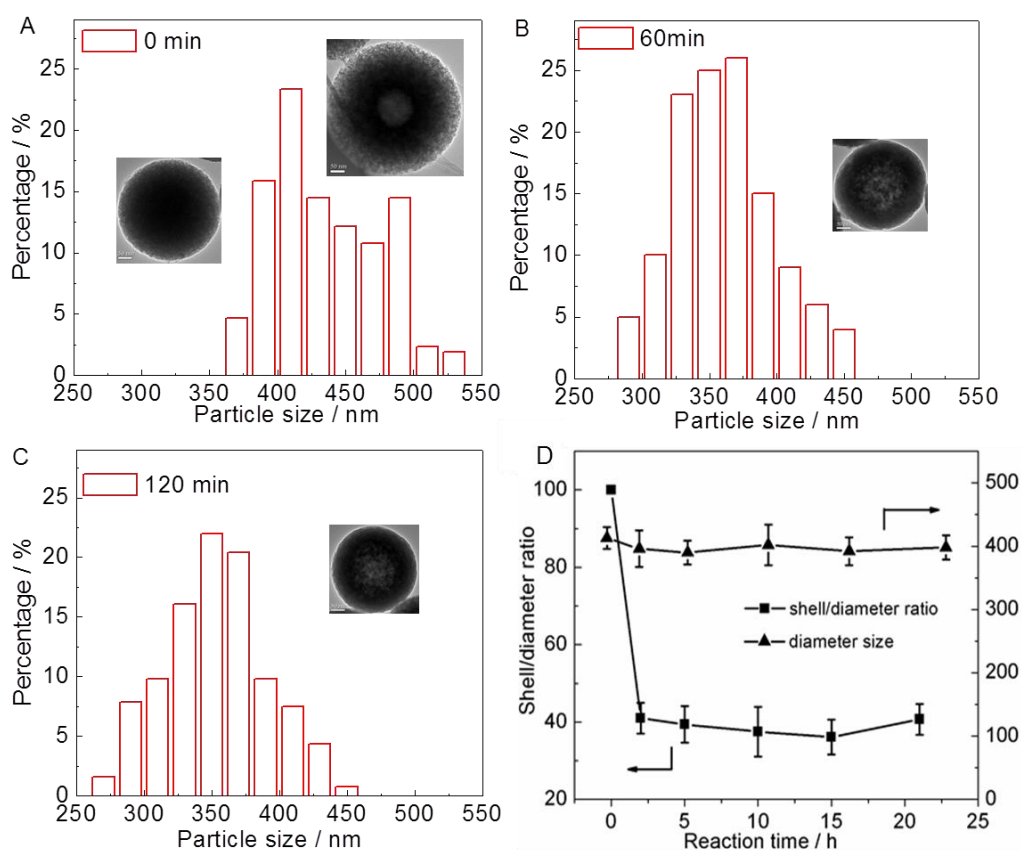 A
0 min
25
20
15
10
5
0
Percentage / %
50 nm
250 300 350 400 450 500 550
Particle size / nm
B
60min
25
20
15
10
5
0
Percentage / %
250 300 350 400 450 500 550
Particle size / nm
C
120 min
25
20
15
10
5
0
Percentage / %
250 300 350 400 450 500 550
Particle size / nm
D
100
80
60
40
20
Shell/diameter ratio
500
400
300
200
100
0
shell/diameter ratio
diameter size
0 5 10 15 20 25
Reaction time / h